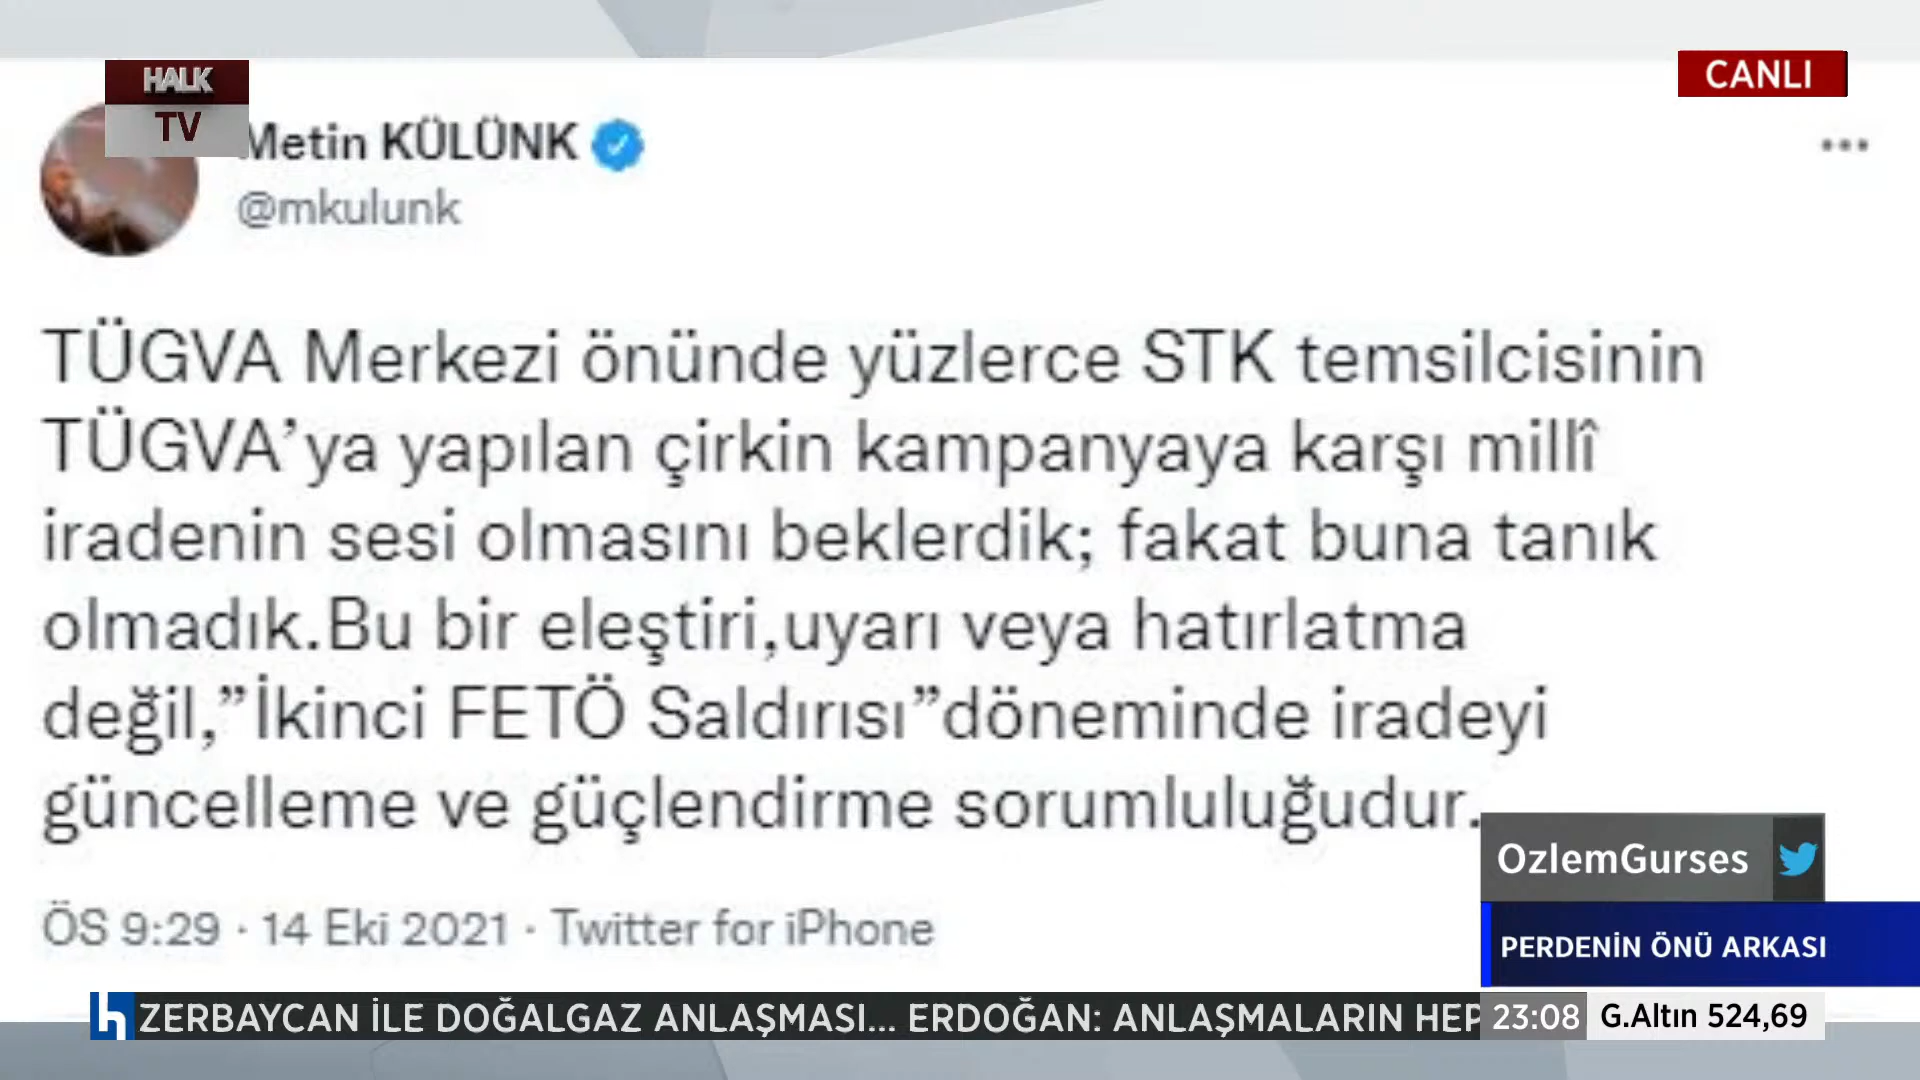 HALK
TV
CANLI
Metin KÜLÜNK
@mkulunk
TÜGVA Merkezi önünde yüzlerce STK temsilcisinin
TÜGVA’ya yapılan çirkin kampanyaya karşı millî
iradenin sesi olmasını beklerdik; fakat buna tanık
olmadık.Bu bir eleştiri,uyarı veya hatırlatma
değil,”İkinci FETÖ Saldırısı”döneminde iradeyi
güncelleme ve güçlendirme sorumluluğudur.
ÖS 9:29 · 14 Eki 2021 · Twitter for iPhone
OzlemGurses
PERDENİN ÖNÜ ARKASI
h ZERBAYCAN İLE DOĞALGAZ ANLAŞMASI... ERDOĞAN: ANLAŞMALARIN HEP 23:08 G.Altın 524,69